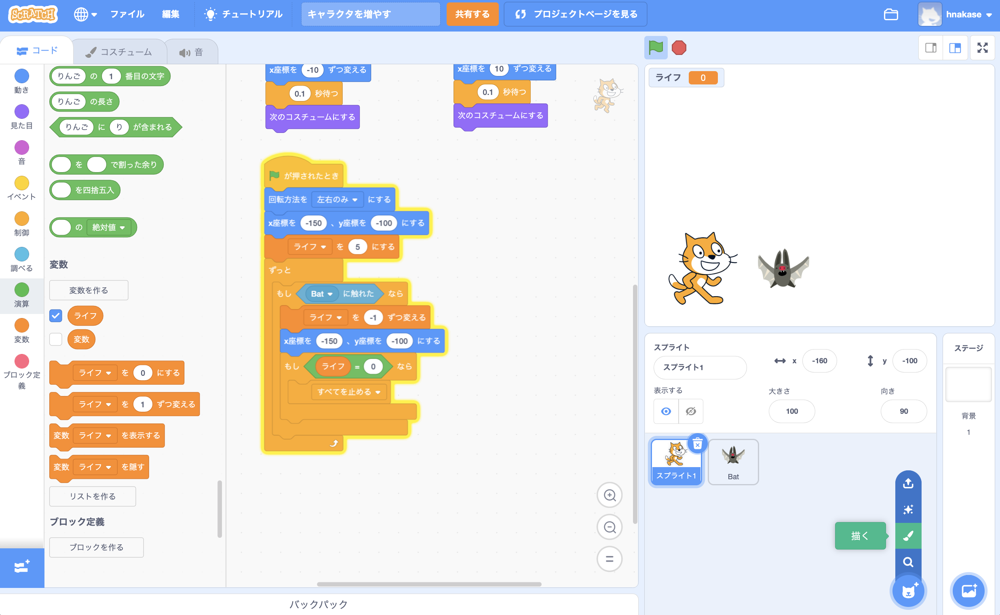 SCRATCH
ファイル
編集
チュートリアル
キャラクタを増やす
共有する
プロジェクトページを見る
hnakase
コード
コスチューム
音
動き
見た目
音
イベント
制御
調べる
演算
変数
ブロック定
義
りんご の 1 番目の文字
りんご の長さ
りんご に り が含まれる
を で割った余り
を四捨五入
の 絶対値
変数
変数を作る
ライフ
変数
ライフ を 0 にする
ライフ を 1 ずつ変える
変数 ライフ を表示する
変数 ライフ を隠す
リストを作る
ブロック定義
ブロックを作る
x座標を -10 ずつ変える
0.1 秒待つ
次のコスチュームにする
x座標を 10 ずつ変える
0.1 秒待つ
次のコスチュームにする
が押されたとき
回転方法を 左右のみ にする
x座標を -150 、y座標を -100 にする
ライフ を 5 にする
ずっと
もし Bat に触れた なら
ライフ を -1 ずつ変える
x座標を -150 、y座標を -100 にする
もし ライフ = 0 なら
すべてを止める
バックパック
ライフ 0
スプライト
スプライト1
x -160
y -100
表示する
大きさ
100
向き
90
スプライト1
Bat
描く
ステージ
背景
1